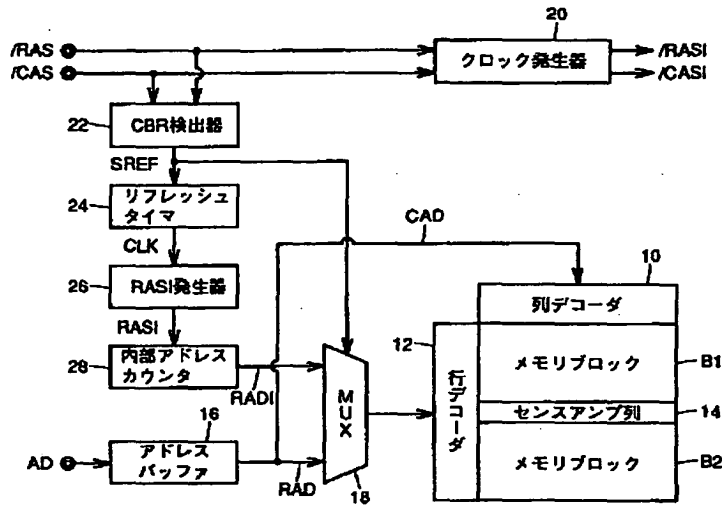 20
/RAS
/CAS
クロック発生器
/RASI
/CASI
22
CBR検出器
SREF
24
リフレッシュ
タイマ
CLK
CAD
26
RASI発生器
RASI
10
列デコーダ
28
内部アドレス
カウンタ
RADI
MUX
12
行デコーダ
メモリブロック
B1
センスアンプ列
14
メモリブロック
B2
16
AD
アドレス
バッファ
RAD
18